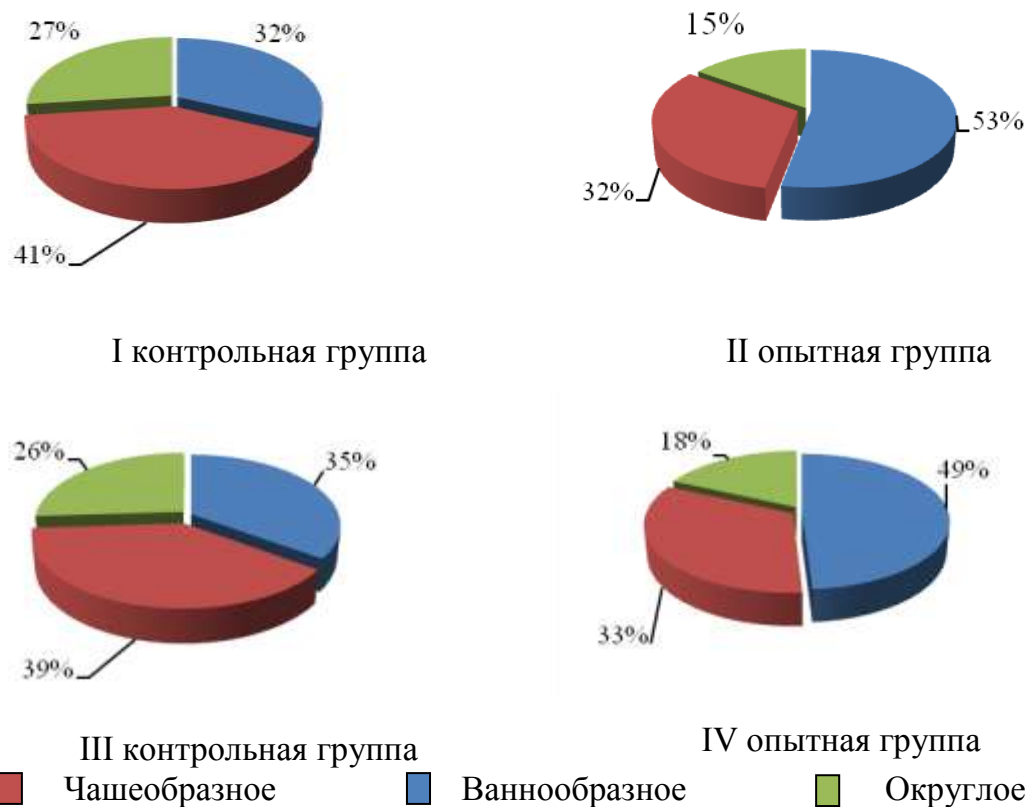 27%
32%
41%
I контрольная группа
15%
53%
32%
II опытная группа
26%
35%
39%
III контрольная группа
18%
49%
33%
IV опытная группа
Чашеобразное
Ваннообразное
Округлое